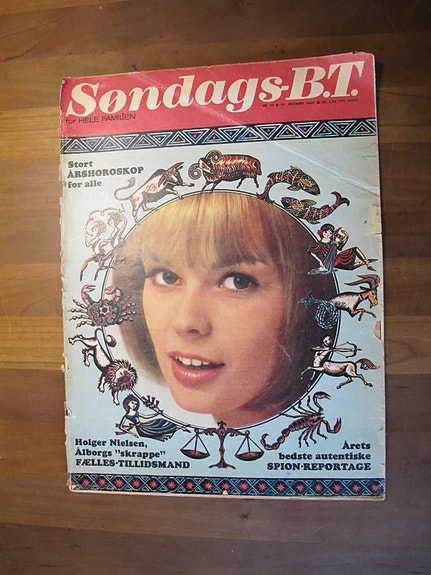 Søndags-B.T.
for HELE FAMILIEN
Stort
ÅRSHOROSKOP
for alle
Holger Nielsen,
Ålborgs "skrappe"
FÆLLES-TILLIDSMAND
Årets
bedste autentiske
SPION-REPORTAGE